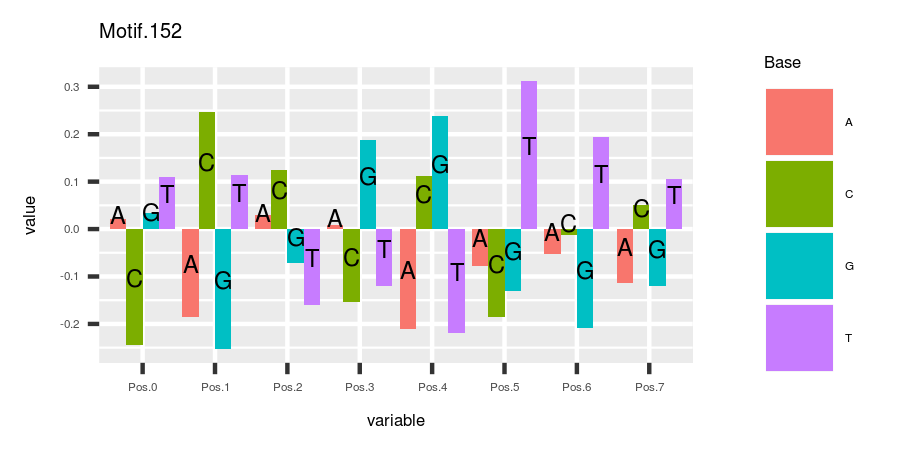 Motif.152
value
0.3
0.2
0.1
0.0
-0.1
-0.2
A C G T A C G T A C G T A C G T A C G T A C G T A C G T A C G T
Pos.0 Pos.1 Pos.2 Pos.3 Pos.4 Pos.5 Pos.6 Pos.7
variable
Base
A
C
G
T